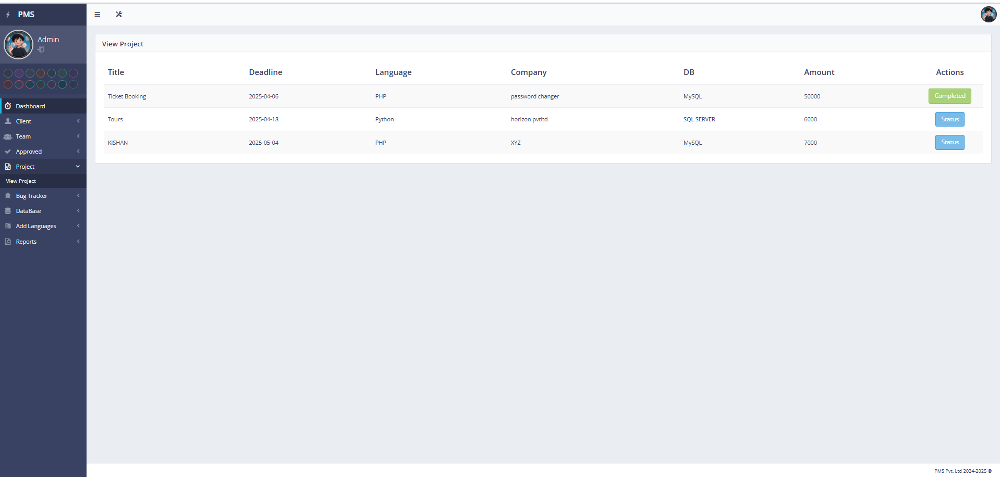 PMS
Admin
Dashboard
Client
Team
Approved
Project
View Project
Bug Tracker
DataBase
Add Languages
Reports
View Project
Title Deadline Language Company DB Amount Actions
Ticket Booking 2025-04-06 PHP password changer MySQL 50000 Completed
Tours 2025-04-18 Python horizon.pvtltd SQL SERVER 6000 Status
KISHAN 2025-05-04 PHP XYZ MySQL 7000 Status
PMS Pvt. Ltd 2024-2025 ©